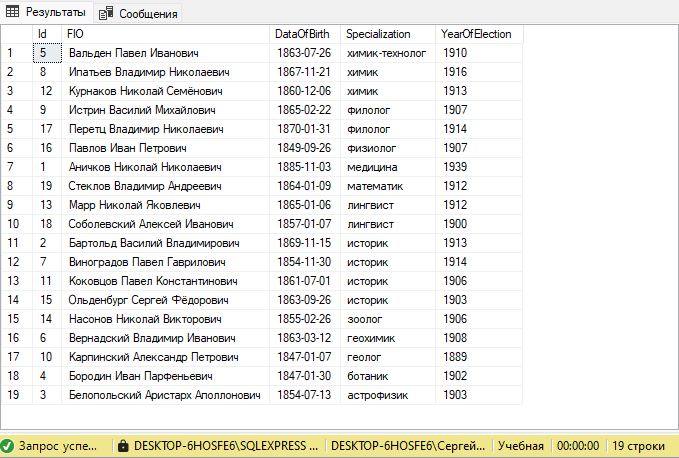 Результаты Сообщения
Id FIO DataOfBirth Specialization YearOfElection
1 5 Вальден Павел Иванович 1863-07-26 химик-технолог 1910
2 8 Ипатьев Владимир Николаевич 1867-11-21 химик 1916
3 12 Курнаков Николай Семёнович 1860-12-06 химик 1913
4 9 Истрин Василий Михайлович 1865-02-22 филолог 1907
5 17 Перетц Владимир Николаевич 1870-01-31 филолог 1914
6 16 Павлов Иван Петрович 1849-09-26 физиолог 1907
7 1 Аничков Николай Николаевич 1885-11-03 медицина 1939
8 19 Стеклов Владимир Андреевич 1864-01-09 математик 1912
9 13 Марр Николай Яковлевич 1865-01-06 лингвист 1912
10 18 Соболевский Алексей Иванович 1857-01-07 лингвист 1900
11 2 Бартольд Василий Владимирович 1869-11-15 историк 1913
12 7 Виноградов Павел Гаврилович 1854-11-30 историк 1914
13 11 Коковцов Павел Константинович 1861-07-01 историк 1906
14 15 Ольденбург Сергей Фёдорович 1863-09-26 историк 1903
15 14 Насонов Николай Викторович 1855-02-26 зоолог 1906
16 6 Вернадский Владимир Иванович 1863-03-12 геохимик 1908
17 10 Карпинский Александр Петрович 1847-01-07 геолог 1889
18 4 Бородин Иван Парфеньевич 1847-01-30 ботаник 1902
19 3 Белопольский Аристарх Аполлонович 1854-07-13 астрофизик 1903
Запрос успе... DESKTOP-6HOSFE6\SQLEXPRESS ... DESKTOP-6HOSFE6\Сергей... Учебная 00:00:00 19 строки